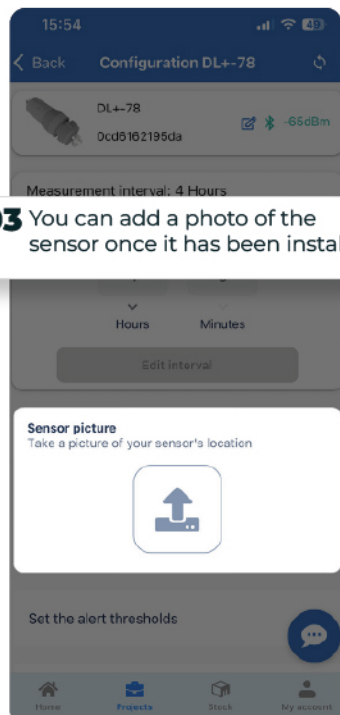 15:54
49
Back
Configuration DL+-78
DL+-78
0cd6162195da
-65dBm
Measurement interval: 4 Hours
03 You can add a photo of the
sensor once it has been instal
Hours
Minutes
Edit interval
Sensor picture
Take a picture of your sensor's location
Set the alert thresholds
Home
Projects
Stock
My account